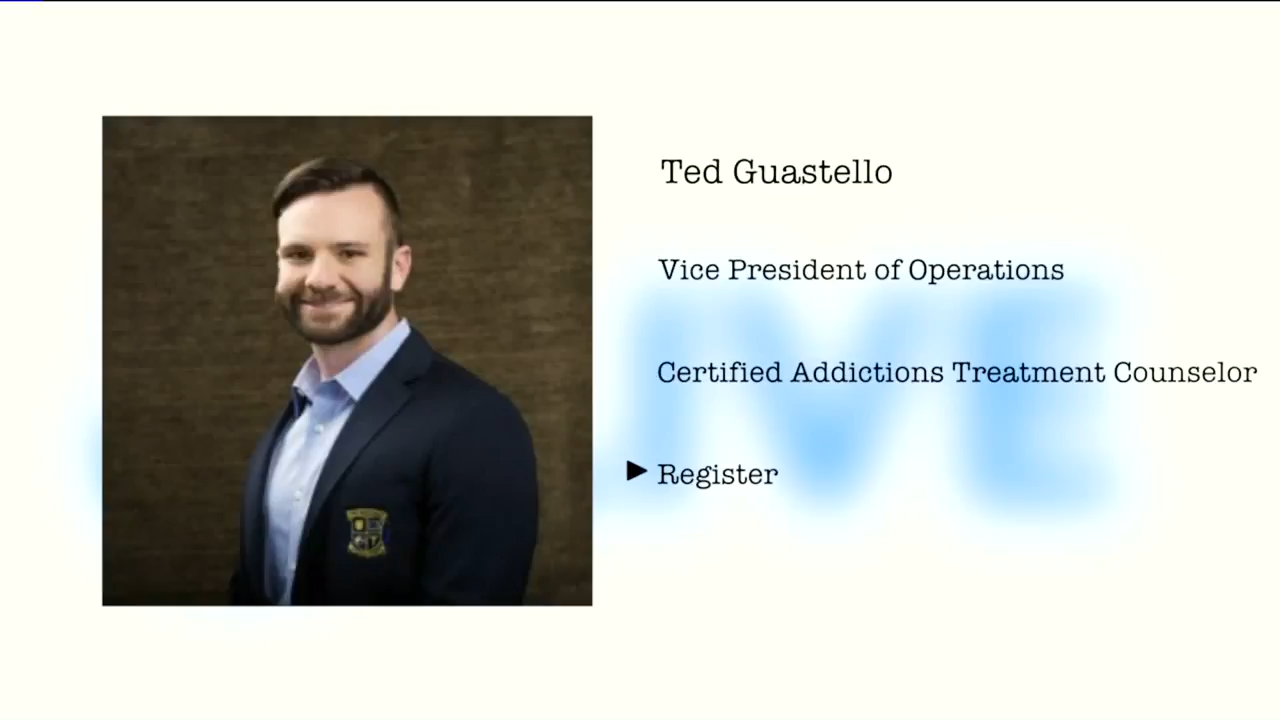 Ted Guastello
Vice President of Operations
Certified Addictions Treatment Counselor
Register